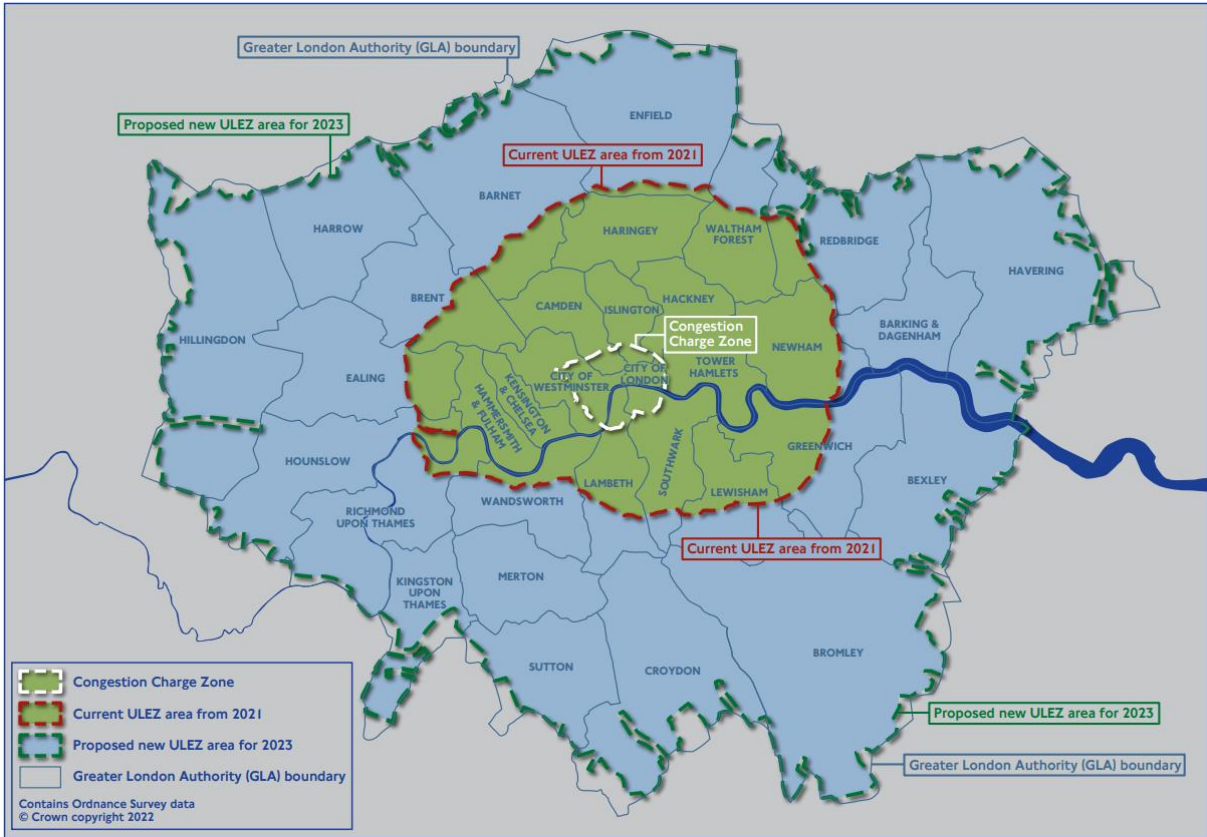 Greater London Authority (GLA) boundary
Proposed new ULEZ area for 2023
ENFIELD
Current ULEZ area from 2021
BARNET
HARROW
HARINGEY
WALTHAM
FOREST
REDBRIDGE
HAVERING
BRENT
CAMDEN
ISLINGTON
HACKNEY
Congestion
Charge Zone
HILLINGDON
BARKING &
DAGENHAM
NEWHAM
EALING
TOWER
HAMLETS
CITY OF
WESTMINSTER
CITY OF
LONDON
KENSINGTON
& CHELSEA
HAMMERSMITH
& FULHAM
HOUNSLOW
GREENWICH
BEXLEY
SOUTHWARK
LAMBETH
LEWISHAM
WANDSWORTH
RICHMOND
UPON THAMES
Current ULEZ area from 2021
MERTON
KINGSTON
UPON
THAMES
BROMLEY
SUTTON
CROYDON
Congestion Charge Zone
Current ULEZ area from 2021
Proposed new ULEZ area for 2023
Greater London Authority (GLA) boundary
Contains Ordnance Survey data
© Crown copyright 2022
Proposed new ULEZ area for 2023
Greater London Authority (GLA) boundary